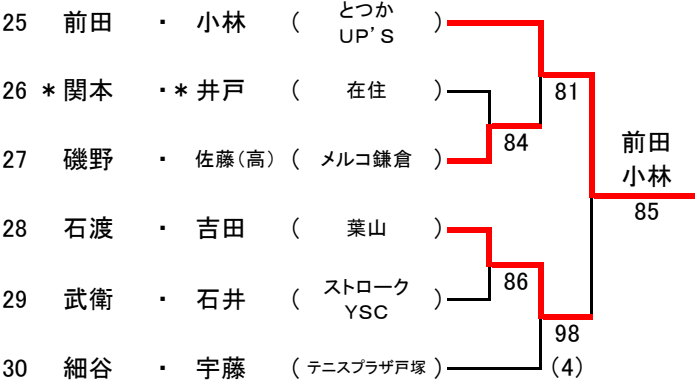 25 前田 ・ 小林 ( とつか UP'S )
26 *関本 ・*井戸 ( 在住 )
27 磯野 ・ 佐藤(高) ( メルコ鎌倉 )
28 石渡 ・ 吉田 ( 葉山 )
29 武衛 ・ 石井 ( ストローク YSC )
30 細谷 ・ 宇藤 ( テニスプラザ戸塚 )
84
86
81
98
(4)
前田
小林
85